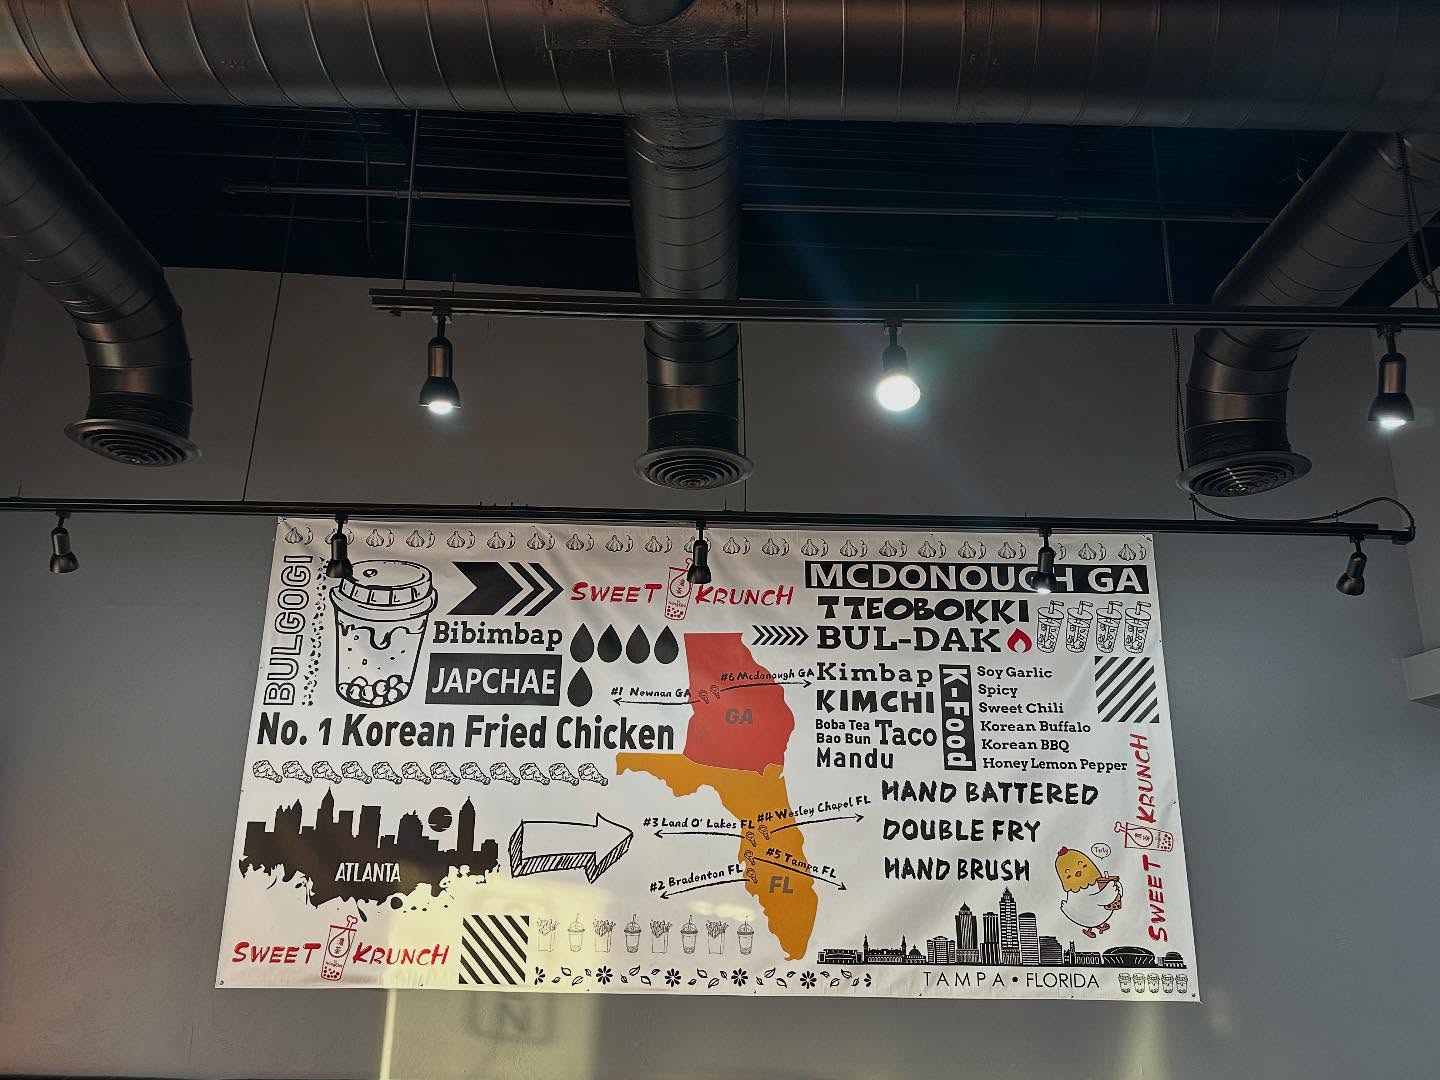 BULGOGI
SWEET KRUNCH
MCDONOUGH GA
TTEOBOKKI
BUL-DAK
Bibimbap
JAPCHAE
No. 1 Korean Fried Chicken
#1 Newnan GA
#6 Mcdonough GA
GA
Kimbap
KIMCHI
Boba Tea
Bao Bun
Taco
Mandu
K-Food
Soy Garlic
Spicy
Sweet Chili
Korean Buffalo
Korean BBQ
Honey Lemon Pepper
SWEET KRUNCH
HAND BATTERED
DOUBLE FRY
HAND BRUSH
#3 Land O' Lakes FL
#4 Wesley Chapel FL
#5 Tampa FL
#2 Bradenton FL
FL
ATLANTA
SWEET KRUNCH
TAMPA • FLORIDA